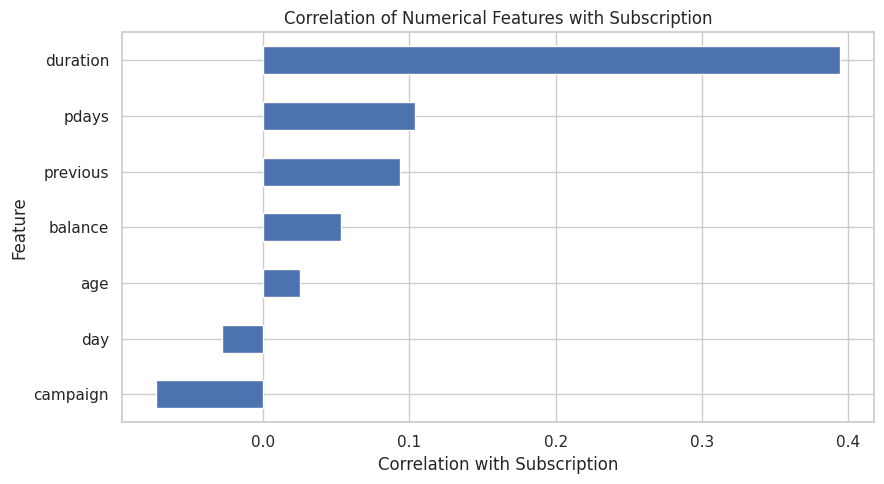 Correlation of Numerical Features with Subscription
Feature
duration
pdays
previous
balance
age
day
campaign
0.0 0.1 0.2 0.3 0.4
Correlation with Subscription